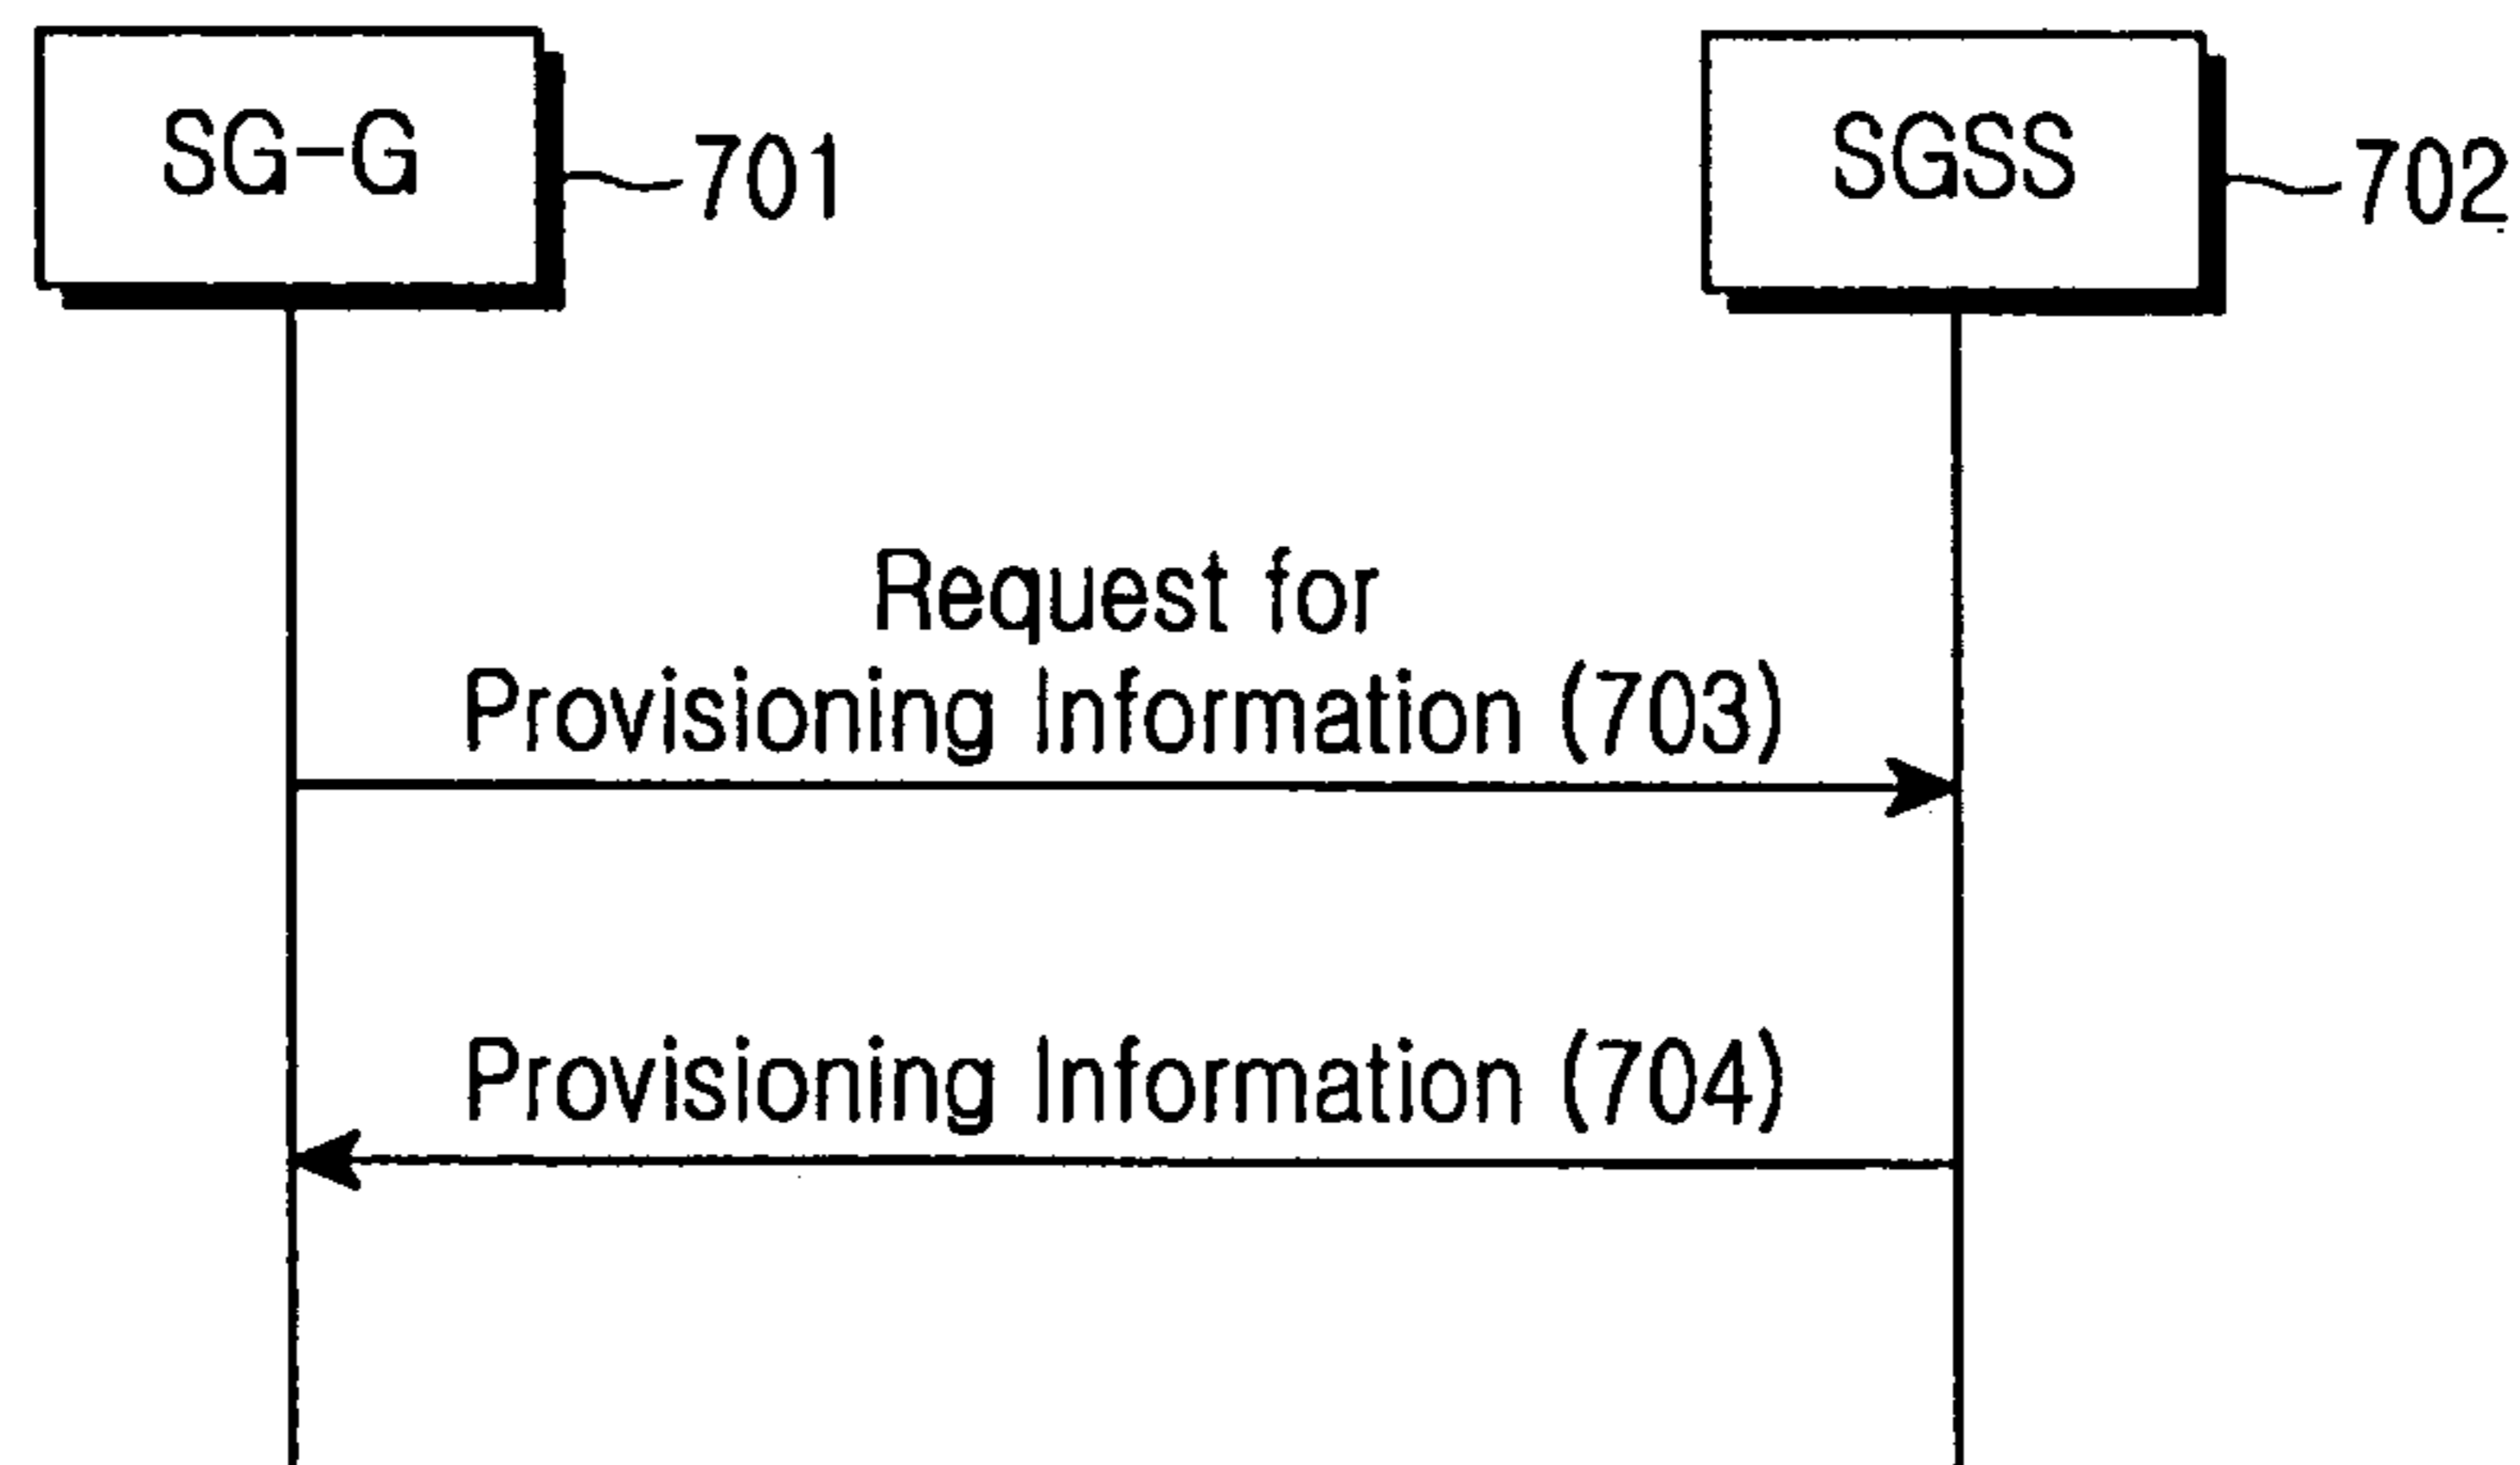 SG-G
701
SGSS
702
Request for
Provisioning Information (703)
Provisioning Information (704)